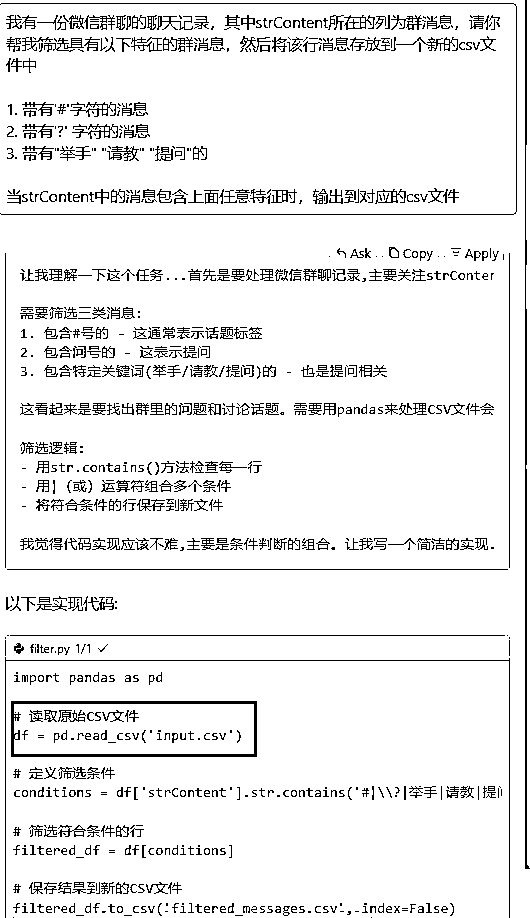 我有一份微信群聊的聊天记录，其中strContent所在的列为群消息，请你
帮我筛选具有以下特征的群消息，然后将该行消息存放到一个新的csv文
件中
1. 带有'#'字符的消息
2. 带有'?' 字符的消息
3. 带有"举手" "请教" "提问"的
当strContent中的消息包含上面任意特征时，输出到对应的csv文件
Ask Copy Apply
让我理解一下这个任务...首先是要处理微信群聊记录,主要关注strConter
需要筛选三类消息:
1. 包含#号的 - 这通常表示话题标签
2. 包含问号的 - 这表示提问
3. 包含特定关键词(举手/请教/提问)的 - 也是提问相关
这看起来是要找出群里的问题和讨论话题。需要用pandas来处理CSV文件会
筛选逻辑:
- 用str.contains()方法检查每一行
- 用|（或）运算符组合多个条件
- 将符合条件的行保存到新文件
我觉得代码实现应该不难,主要是条件判断的组合。让我写一个简洁的实现.
以下是实现代码:
filter.py 1/1 ✓
import pandas as pd
# 读取原始CSV文件
df = pd.read_csv('input.csv')
# 定义筛选条件
conditions = df['strContent'].str.contains('#|\\?|举手|请教|提问
# 筛选符合条件的行
filtered_df = df[conditions]
# 保存结果到新的CSV文件
filtered_df.to_csv('filtered_messages.csv', index=False)